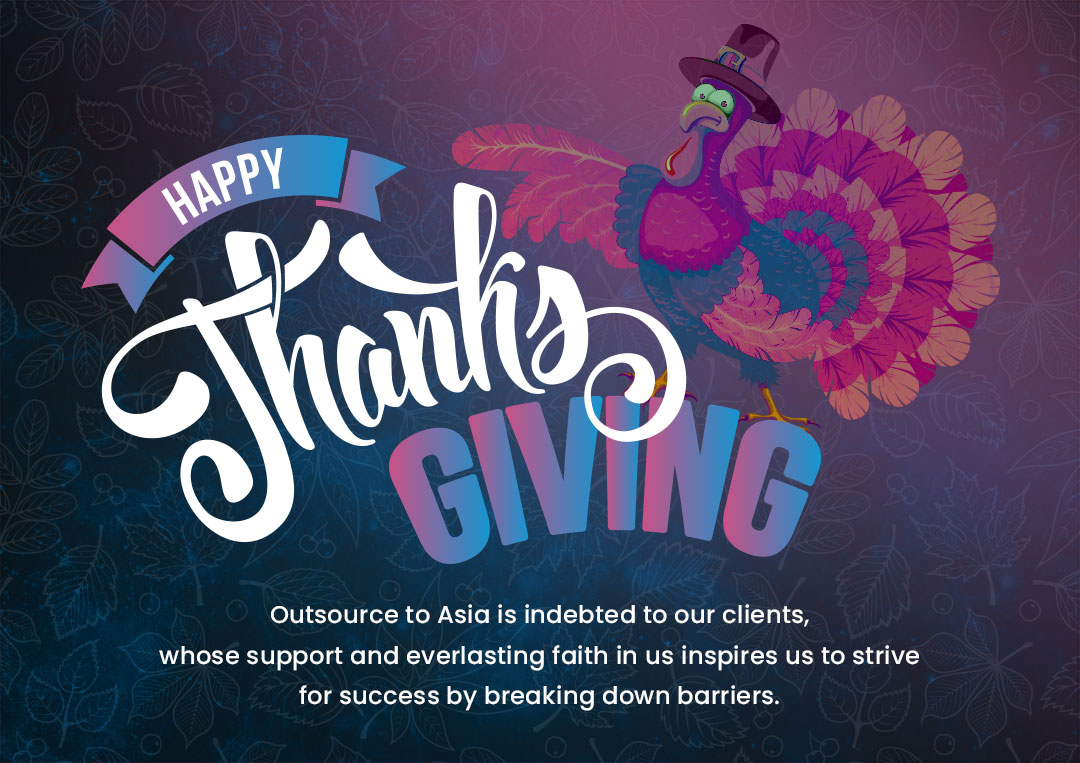 HAPPY
Thanks
GIVING
Outsource to Asia is indebted to our clients,
whose support and everlasting faith in us inspires us to strive
for success by breaking down barriers.